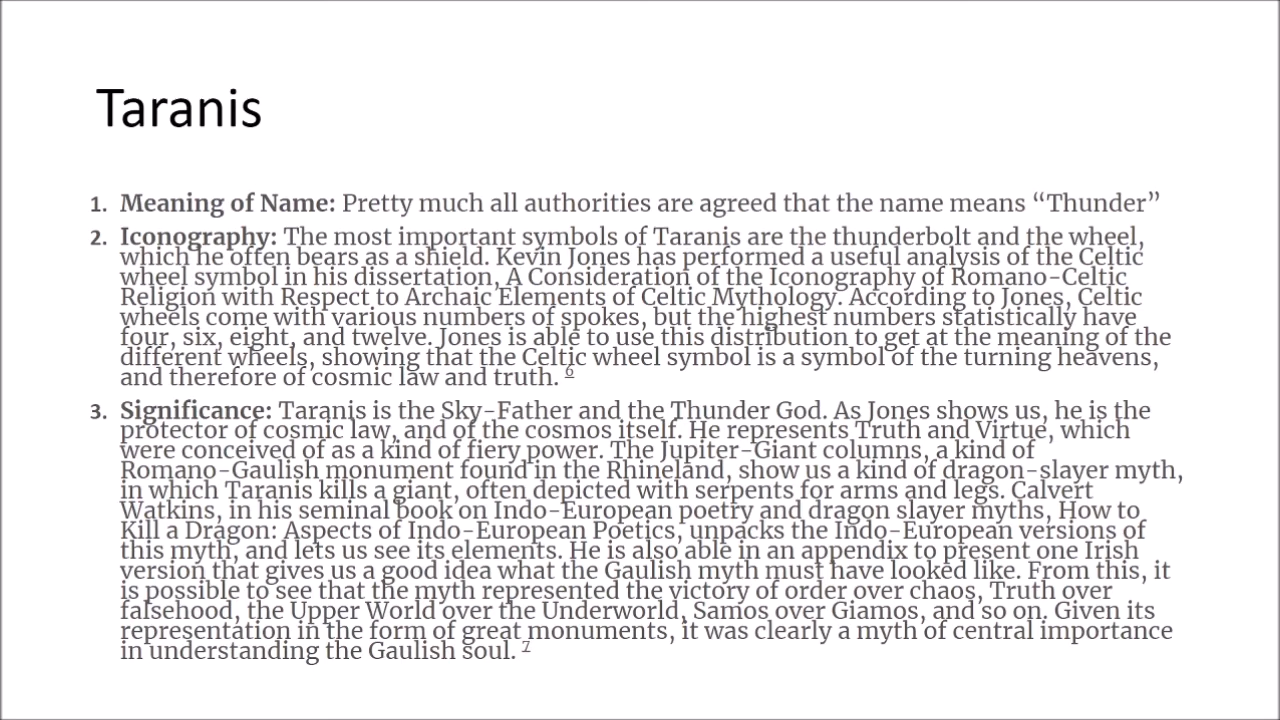 Taranis
1. Meaning of Name: Pretty much all authorities are agreed that the name means “Thunder”
2. Iconography: The most important symbols of Taranis are the thunderbolt and the wheel,
which he often bears as a shield. Kevin Jones has performed a useful analysis of the Celtic
wheel symbol in his dissertation, A Consideration of the Iconography of Romano-Celtic
Religion with Respect to Archaic Elements of Celtic Mythology. According to Jones, Celtic
wheels come with various numbers of spokes, but the highest numbers statistically have
four, six, eight, and twelve. Jones is able to use this distribution to get at the meaning of the
different wheels, showing that the Celtic wheel symbol is a symbol of the turning heavens,
and therefore of cosmic law and truth. 6
3. Significance: Taranis is the Sky-Father and the Thunder God. As Jones shows us, he is the
protector of cosmic law, and of the cosmos itself. He represents Truth and Virtue, which
were conceived of as a kind of fiery power. The Jupiter-Giant columns, a kind of
Romano-Gaulish monument found in the Rhineland, show us a kind of dragon-slayer myth,
in which Taranis kills a giant, often depicted with serpents for arms and legs. Calvert
Watkins, in his seminal book on Indo-European poetry and dragon slayer myths, How to
Kill a Dragon: Aspects of Indo-European Poetics, unpacks the Indo-European versions of
this myth, and lets us see its elements. He is also able in an appendix to present one Irish
version that gives us a good idea what the Gaulish myth must have looked like. From this, it
is possible to see that the myth represented the victory of order over chaos, Truth over
falsehood, the Upper World over the Underworld, Samos over Giamos, and so on. Given its
representation in the form of great monuments, it was clearly a myth of central importance
in understanding the Gaulish soul. 7